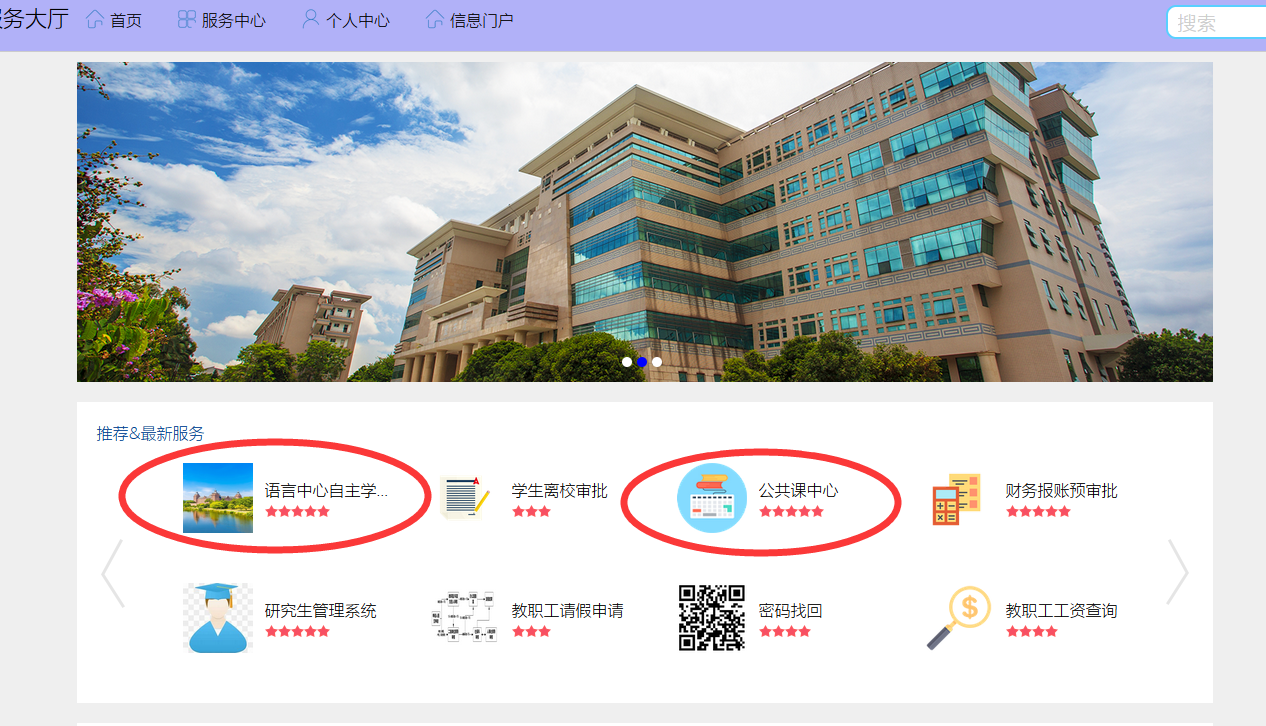 服务大厅 首页 服务中心 个人中心 信息门户 搜索
推荐&最新服务
语言中心自主学...
学生离校审批
公共课中心
财务报账预审批
研究生管理系统
教职工请假申请
密码找回
教职工工资查询